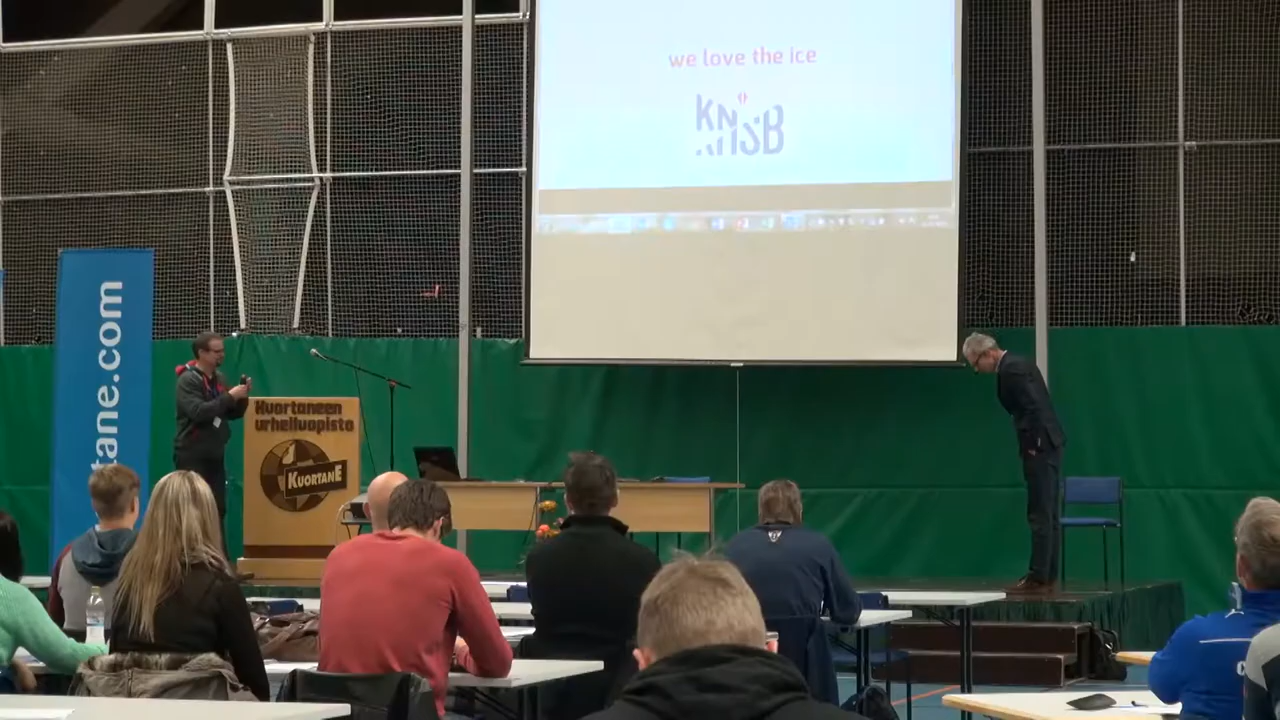 we love the ice
KNSB
tane.com
Kuortaneen
urheiluopisto
KUORTANE